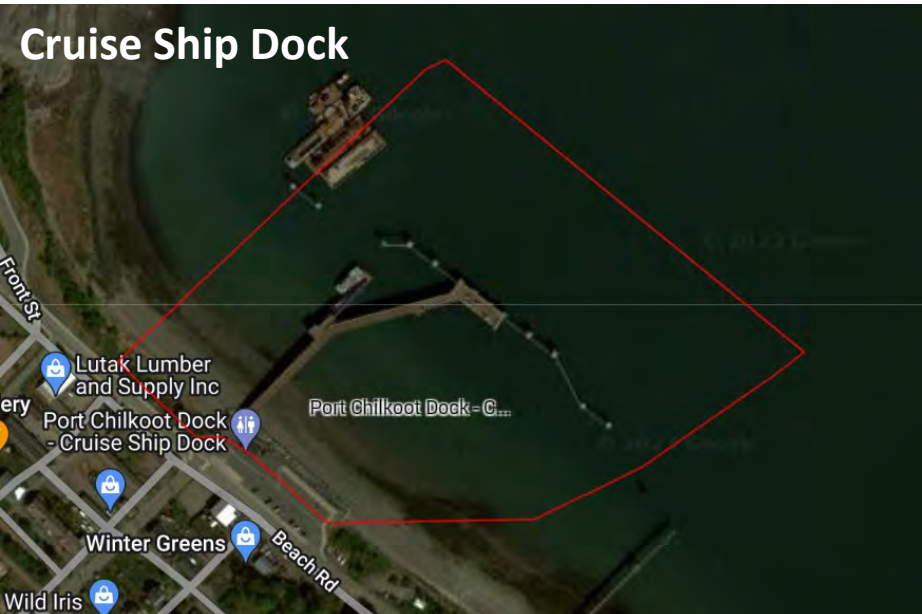 Cruise Ship Dock
Front St
Lutak Lumber
and Supply Inc
ery
Port Chilkoot Dock
- Cruise Ship Dock
Port Chilkoot Dock - C...
Winter Greens
Beach Rd
Wild Iris